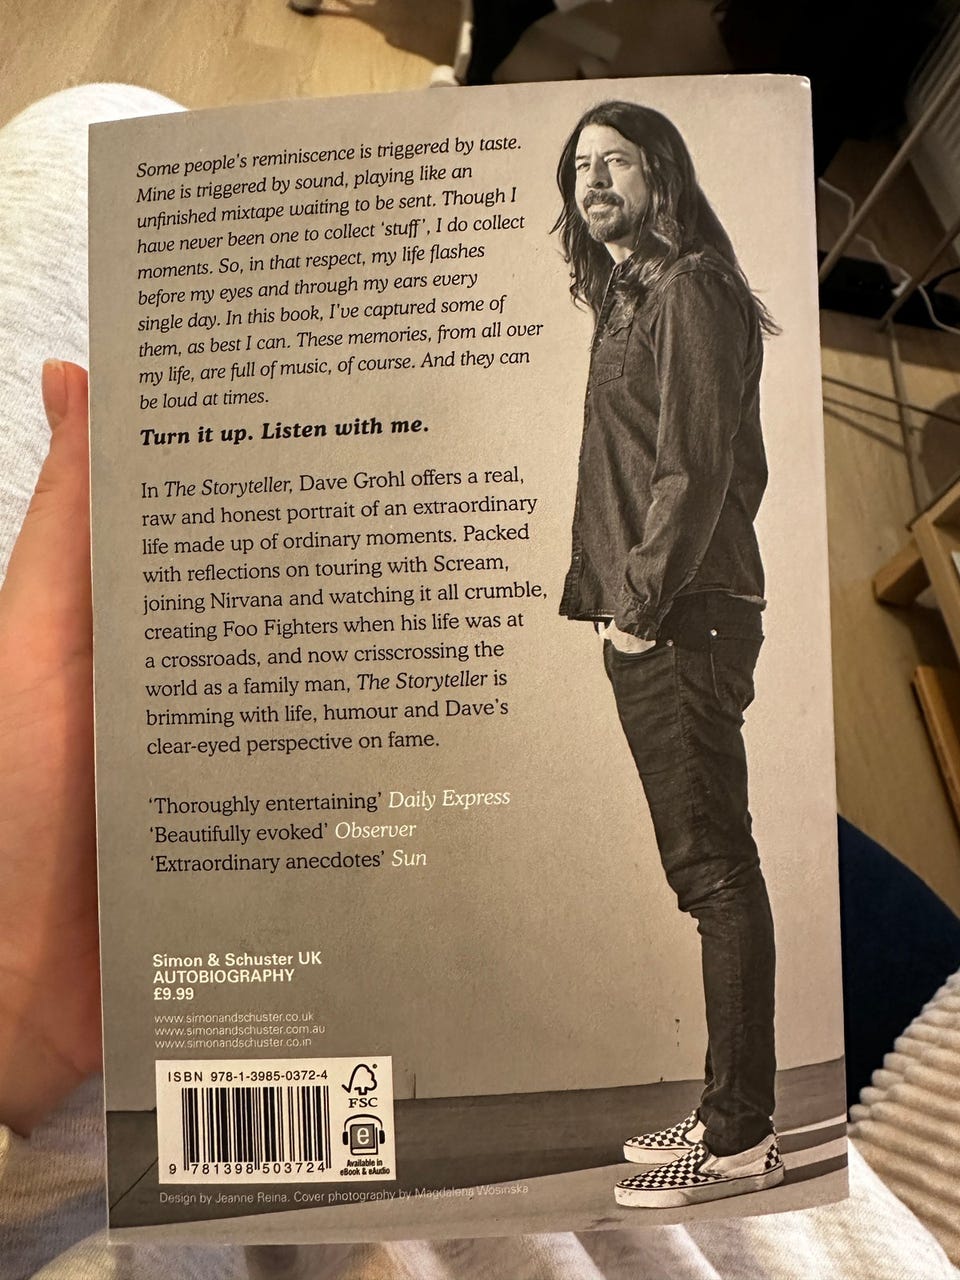 Some people's reminiscence is triggered by taste.
Mine is triggered by sound, playing like an
unfinished mixtape waiting to be sent. Though I
have never been one to collect 'stuff', I do collect
moments. So, in that respect, my life flashes
before my eyes and through my ears every
single day. In this book, I've captured some of
them, as best I can. These memories, from all over
my life, are full of music, of course. And they can
be loud at times.
Turn it up. Listen with me.
In The Storyteller, Dave Grohl offers a real,
raw and honest portrait of an extraordinary
life made up of ordinary moments. Packed
with reflections on touring with Scream,
joining Nirvana and watching it all crumble,
creating Foo Fighters when his life was at
a crossroads, and now crisscrossing the
world as a family man, The Storyteller is
brimming with life, humour and Dave's
clear-eyed perspective on fame.
'Thoroughly entertaining' Daily Express
'Beautifully evoked' Observer
'Extraordinary anecdotes' Sun
Simon & Schuster UK
AUTOBIOGRAPHY
£9.99
www.simonandschuster.co.uk
www.simonandschuster.com.au
www.simonandschuster.co.in
ISBN 978-1-3985-0372-4
9 781398 503724
FSC
e
Available in
eBook & eAudio
Design by Jeanne Reina. Cover photography by Magdalena Wosinska